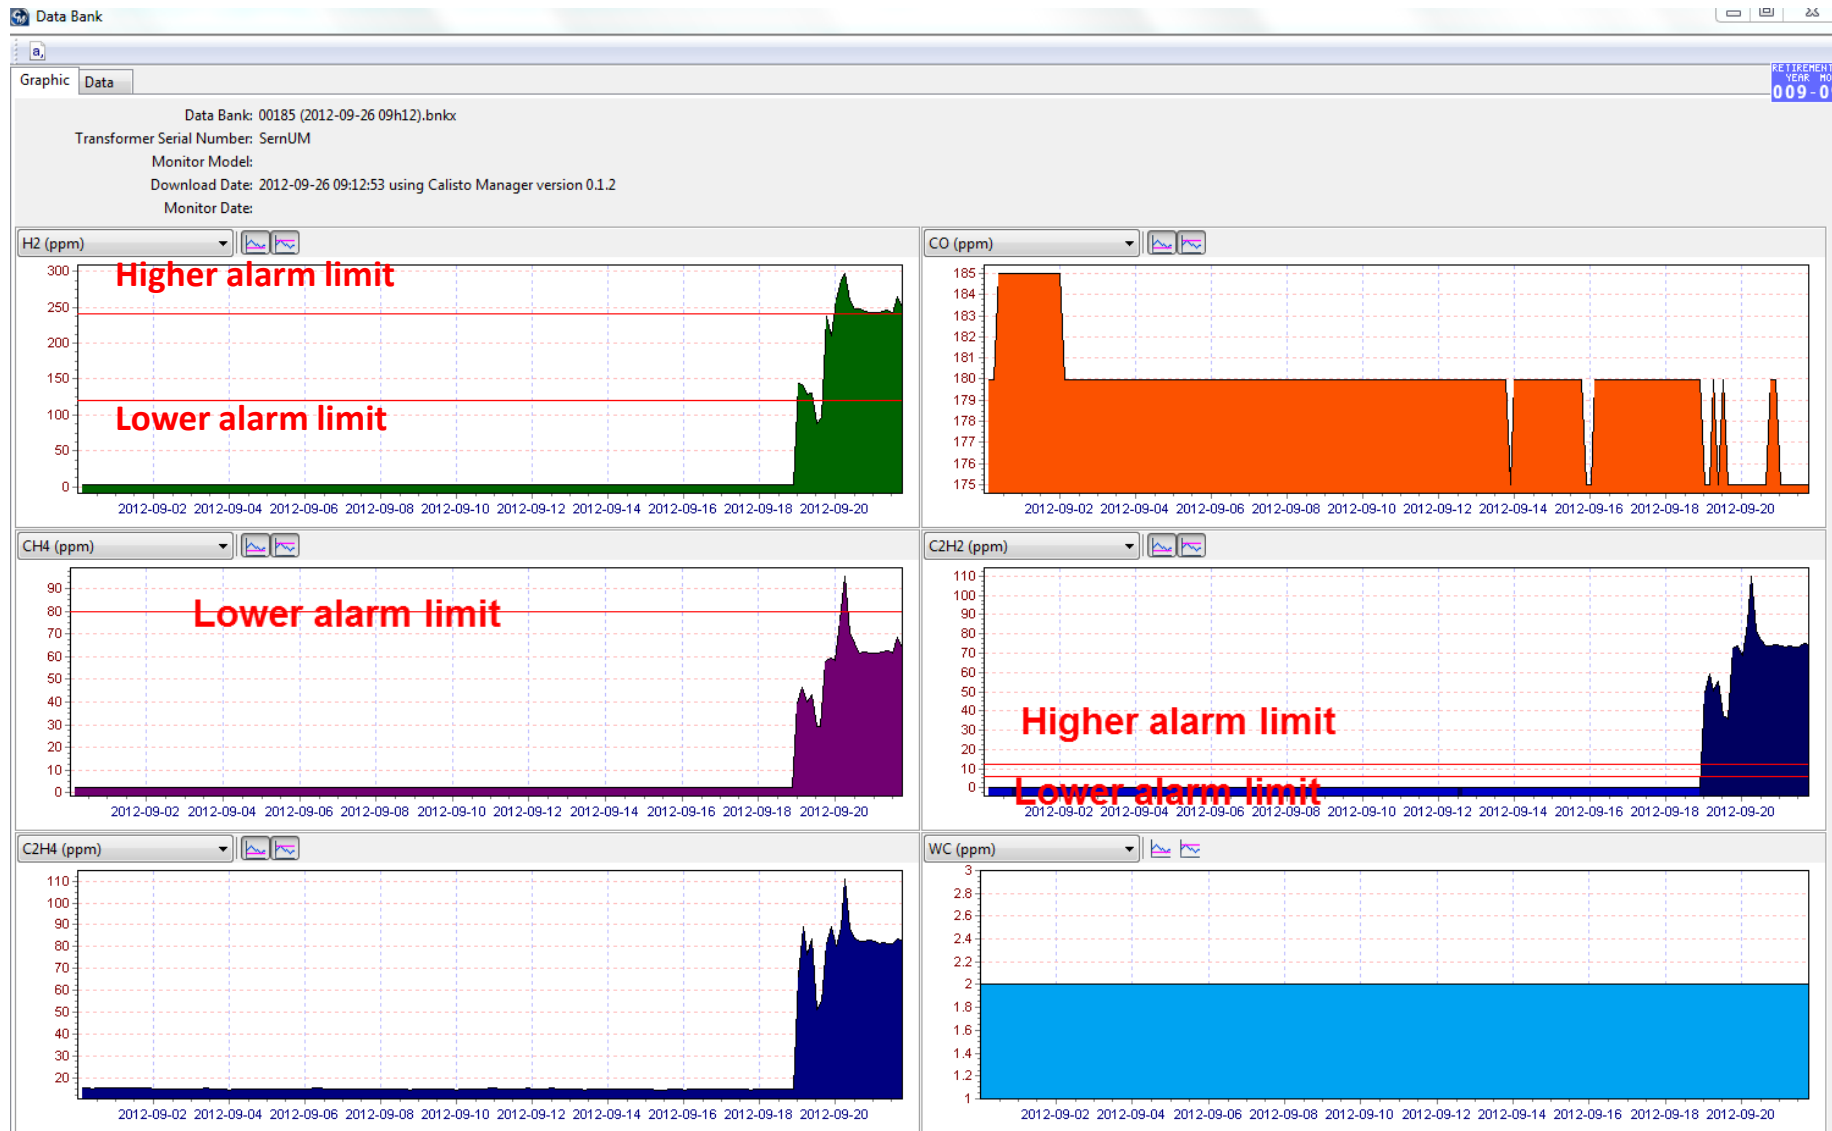 Data Bank
a,
Graphic
Data
RETIREMENT
YEAR MO
009-0
Data Bank: 00185 (2012-09-26 09h12).bnkx
Transformer Serial Number: SernUM
Monitor Model:
Download Date: 2012-09-26 09:12:53 using Calisto Manager version 0.1.2
Monitor Date:
H2 (ppm)
Higher alarm limit
Lower alarm limit
300
250
200
150
100
50
0
2012-09-02 2012-09-04 2012-09-06 2012-09-08 2012-09-10 2012-09-12 2012-09-14 2012-09-16 2012-09-18 2012-09-20
CO (ppm)
185
184
183
182
181
180
179
178
177
176
175
2012-09-02 2012-09-04 2012-09-06 2012-09-08 2012-09-10 2012-09-12 2012-09-14 2012-09-16 2012-09-18 2012-09-20
CH4 (ppm)
Lower alarm limit
90
80
70
60
50
40
30
20
10
0
2012-09-02 2012-09-04 2012-09-06 2012-09-08 2012-09-10 2012-09-12 2012-09-14 2012-09-16 2012-09-18 2012-09-20
C2H2 (ppm)
110
100
90
80
70
60
50
40
30
20
10
0
Higher alarm limit
Lower alarm limit
2012-09-02 2012-09-04 2012-09-06 2012-09-08 2012-09-10 2012-09-12 2012-09-14 2012-09-16 2012-09-18 2012-09-20
C2H4 (ppm)
110
100
90
80
70
60
50
40
30
20
2012-09-02 2012-09-04 2012-09-06 2012-09-08 2012-09-10 2012-09-12 2012-09-14 2012-09-16 2012-09-18 2012-09-20
WC (ppm)
3
2.8
2.6
2.4
2.2
2
1.8
1.6
1.4
1.2
1
2012-09-02 2012-09-04 2012-09-06 2012-09-08 2012-09-10 2012-09-12 2012-09-14 2012-09-16 2012-09-18 2012-09-20